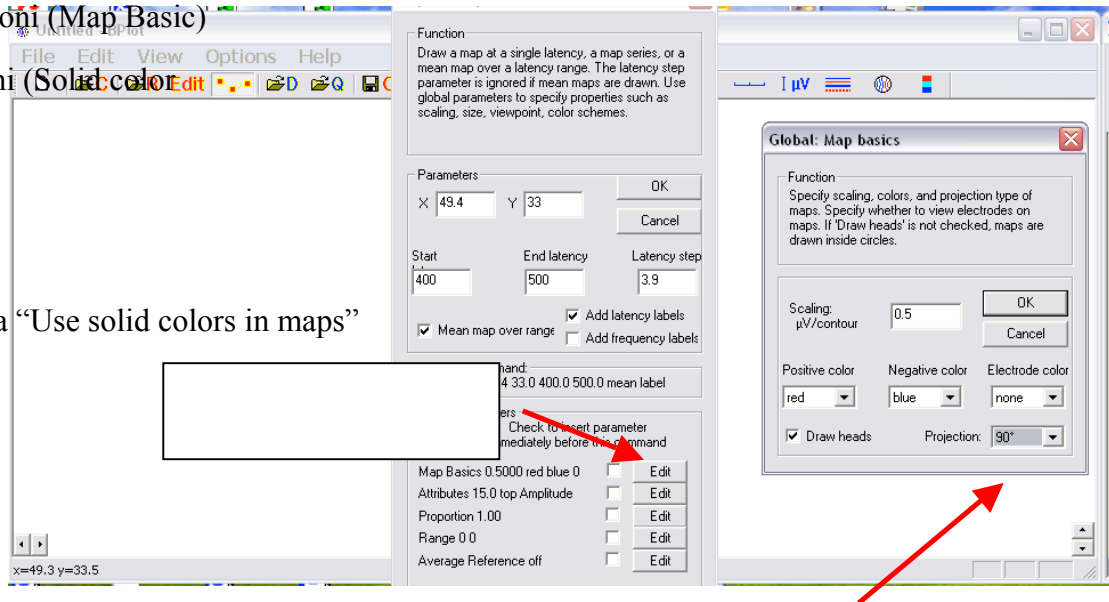 oni (Map Basic)
Untitled - BPlot
File Edit View Options Help
ni (Solid color
Edit D Q
I µV
a “Use solid colors in maps”
x=49.3 y=33.5
Function
Draw a map at a single latency, a map series, or a
mean map over a latency range. The latency step
parameter is ignored if mean maps are drawn. Use
global parameters to specify properties such as
scaling, size, viewpoint, color schemes.
Parameters
X 49.4 Y 33
OK
Cancel
Start End latency Latency step
400 500 3.9
Mean map over range
Add latency labels
Add frequency labels
mand:
4 33.0 400.0 500.0 mean label
ers
Check to insert parameter
mmediately before this command
Map Basics 0.5000 red blue 0 Edit
Attributes 15.0 top Amplitude Edit
Proportion 1.00 Edit
Range 0 0 Edit
Average Reference off Edit
Global: Map basics
Function
Specify scaling, colors, and projection type of
maps. Specify whether to view electrodes on
maps. If 'Draw heads' is not checked, maps are
drawn inside circles.
Scaling:
µV/contour
0.5
OK
Cancel
Positive color Negative color Electrode color
red blue none
Draw heads Projection: 90°